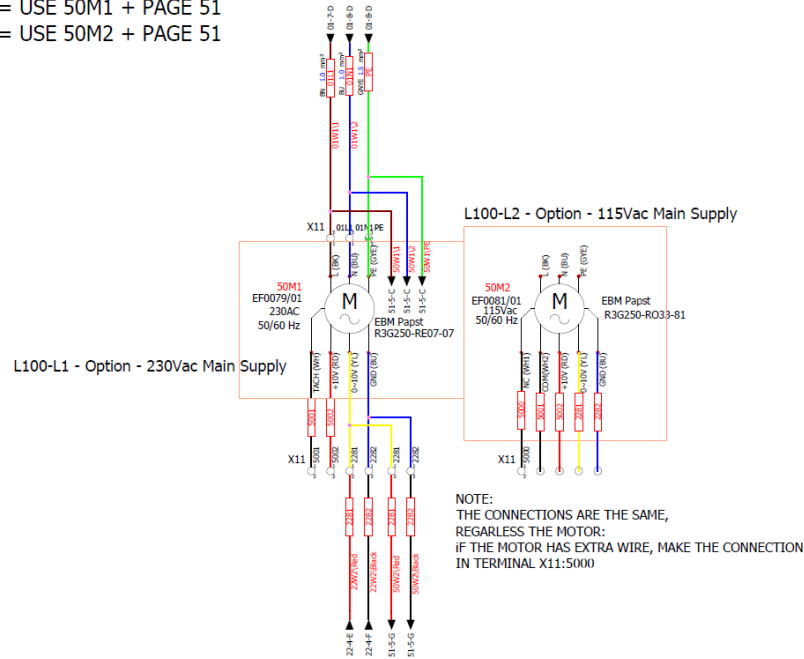 = USE 50M1 + PAGE 51
= USE 50M2 + PAGE 51
01-7-D
01-8-D
01-8-D
BN 1.0 mm²
01L1
BU 1.0 mm²
01N1
GNYE 1.5 mm²
PE
01W1\1
01W1\2
X11
01L1
01N1
PE
50W1\1
50W1\2
50W1\PE
51-5-C
51-5-C
51-5-C
L (BK)
N (BU)
PE (GYE)
50M1
EF0079/01
230AC
50/60 Hz
M
EBM Papst
R3G250-RE07-07
L100-L1 - Option - 230Vac Main Supply
TACH (WH)
+10V (RD)
0~10V (YL)
GND (BU)
5001
5002
X11
5001
5002
2281
2282
2281
2282
2281
2282
2281
2282
22W2\Red
22W2\Black
50W2\Red
50W2\Black
22-4-E
22-4-F
51-5-G
51-5-G
L100-L2 - Option - 115Vac Main Supply
L (BK)
N (BU)
PE (GYE)
50M2
EF0081/01
115Vac
50/60 Hz
M
EBM Papst
R3G250-RO33-81
NC (WH1)
COM(WH2)
+10V (RD)
0~10V (YL)
GND (BU)
5000
5001
5002
2281
2282
X11
5000
NOTE:
THE CONNECTIONS ARE THE SAME,
REGARLESS THE MOTOR:
iF THE MOTOR HAS EXTRA WIRE, MAKE THE CONNECTION
IN TERMINAL X11:5000